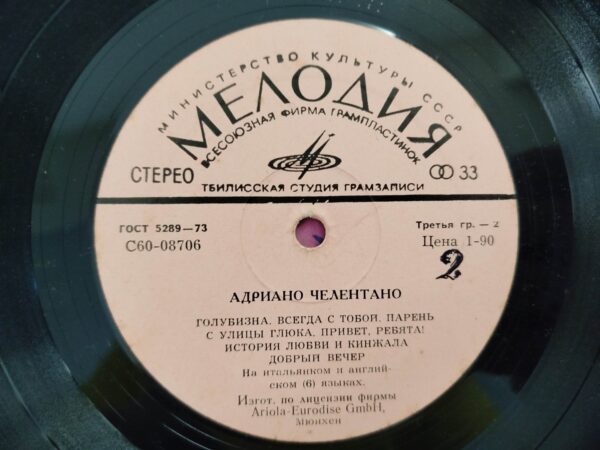 МИНИСТЕРСТВО КУЛЬТУРЫ СССР
МЕЛОДИЯ
ВСЕСОЮЗНАЯ ФИРМА ГРАМПЛАСТИНОК
СТЕРЕО
33
ТБИЛИССКАЯ СТУДИЯ ГРАМЗАПИСИ
ГОСТ 5289—73
Третья гр. — 2
С60-08706
Цена 1-90
2
АДРИАНО ЧЕЛЕНТАНО
ГОЛУБИЗНА. ВСЕГДА С ТОБОЙ. ПАРЕНЬ
С УЛИЦЫ ГЛЮКА. ПРИВЕТ, РЕБЯТА!
ИСТОРИЯ ЛЮБВИ И КИНЖАЛА
ДОБРЫЙ ВЕЧЕР
На итальянком и англий-
ском (6) языках.
Изгот. по лицензии фирмы
Ariola-Eurodise GmbH,
Мюнхен